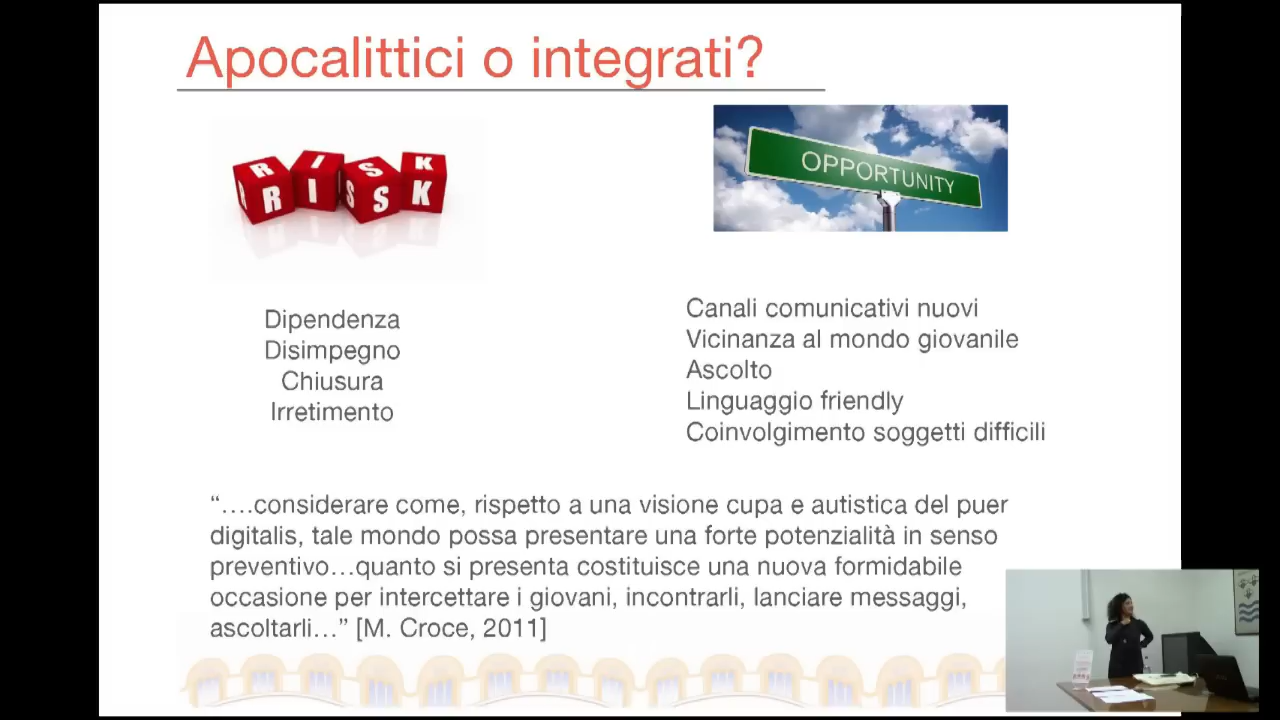 Apocalittici o integrati?
RISK
RISK
OPPORTUNITY
Dipendenza
Disimpegno
Chiusura
Irretimento
Canali comunicativi nuovi
Vicinanza al mondo giovanile
Ascolto
Linguaggio friendly
Coinvolgimento soggetti difficili
“….considerare come, rispetto a una visione cupa e autistica del puer
digitalis, tale mondo possa presentare una forte potenzialità in senso
preventivo…quanto si presenta costituisce una nuova formidabile
occasione per intercettare i giovani, incontrarli, lanciare messaggi,
ascoltarli…” [M. Croce, 2011]